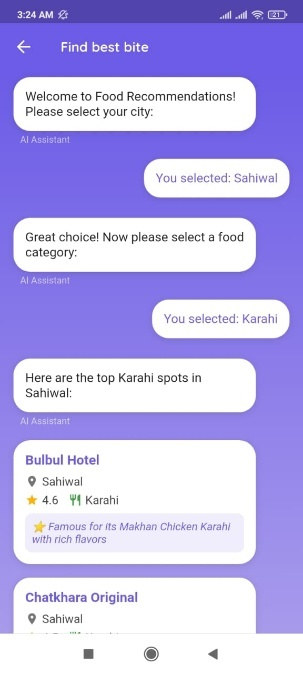 3:24 AM
21
Find best bite
Welcome to Food Recommendations!
Please select your city:
AI Assistant
You selected: Sahiwal
Great choice! Now please select a food
category:
AI Assistant
You selected: Karahi
Here are the top Karahi spots in
Sahiwal:
AI Assistant
Bulbul Hotel
Sahiwal
4.6 Karahi
Famous for its Makhan Chicken Karahi
with rich flavors
Chatkhara Original
Sahiwal